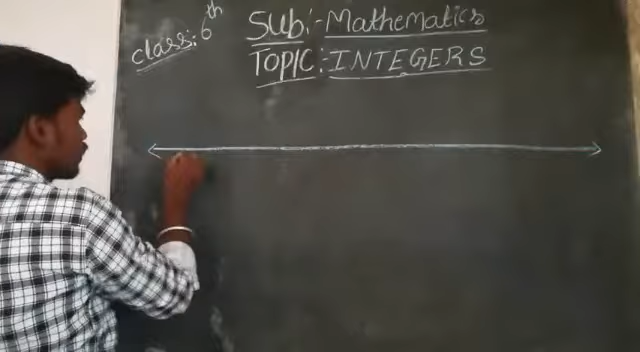 class: 6th
Sub:- Mathematics
TOPIC:- INTEGERS